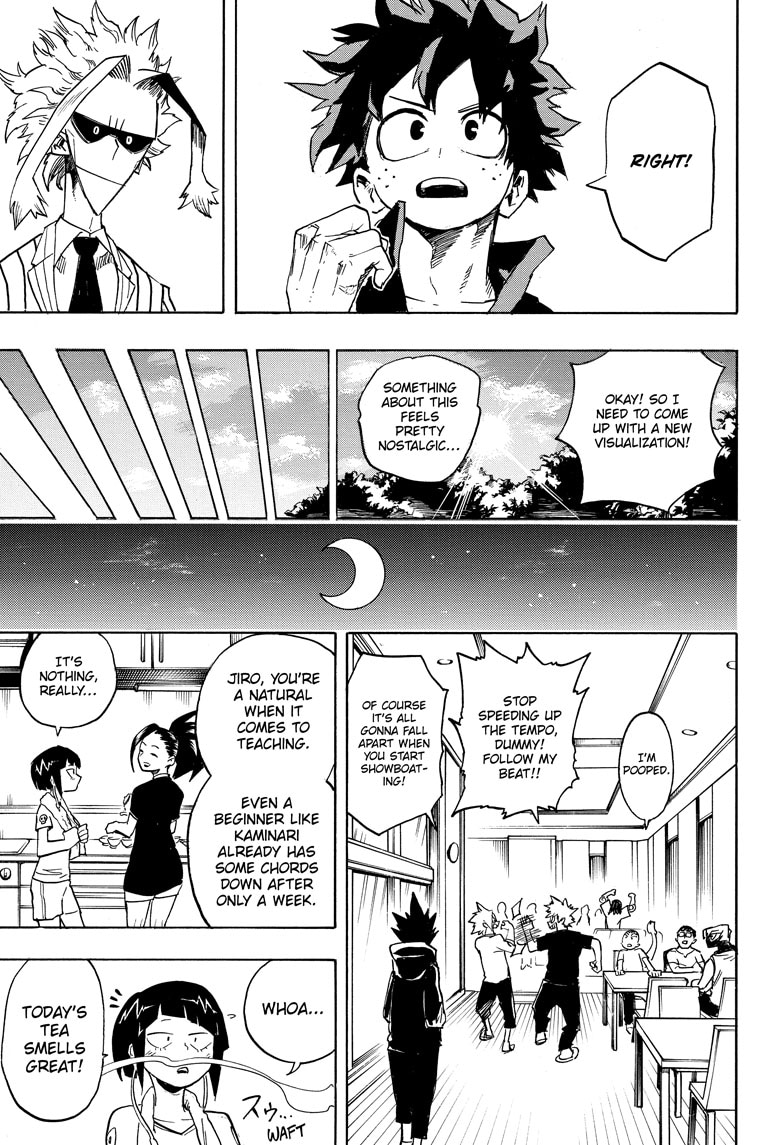 RIGHT!
OKAY! SO I
NEED TO COME
UP WITH A NEW
VISUALIZATION!
SOMETHING
ABOUT THIS
FEELS
PRETTY
NOSTALGIC...
I'M
POOPED.
STOP
SPEEDING UP
THE TEMPO,
DUMMY!
FOLLOW MY
BEAT!!
OF COURSE
IT'S ALL
GONNA FALL
APART WHEN
YOU START
SHOWBOAT-
ING!
JIRO, YOU'RE
A NATURAL
WHEN IT
COMES TO
TEACHING.
EVEN A
BEGINNER LIKE
KAMINARI
ALREADY HAS
SOME CHORDS
DOWN AFTER
ONLY A WEEK.
IT'S
NOTHING,
REALLY...
WHOA...
TODAY'S
TEA
SMELLS
GREAT!
スゥ...
WAFT